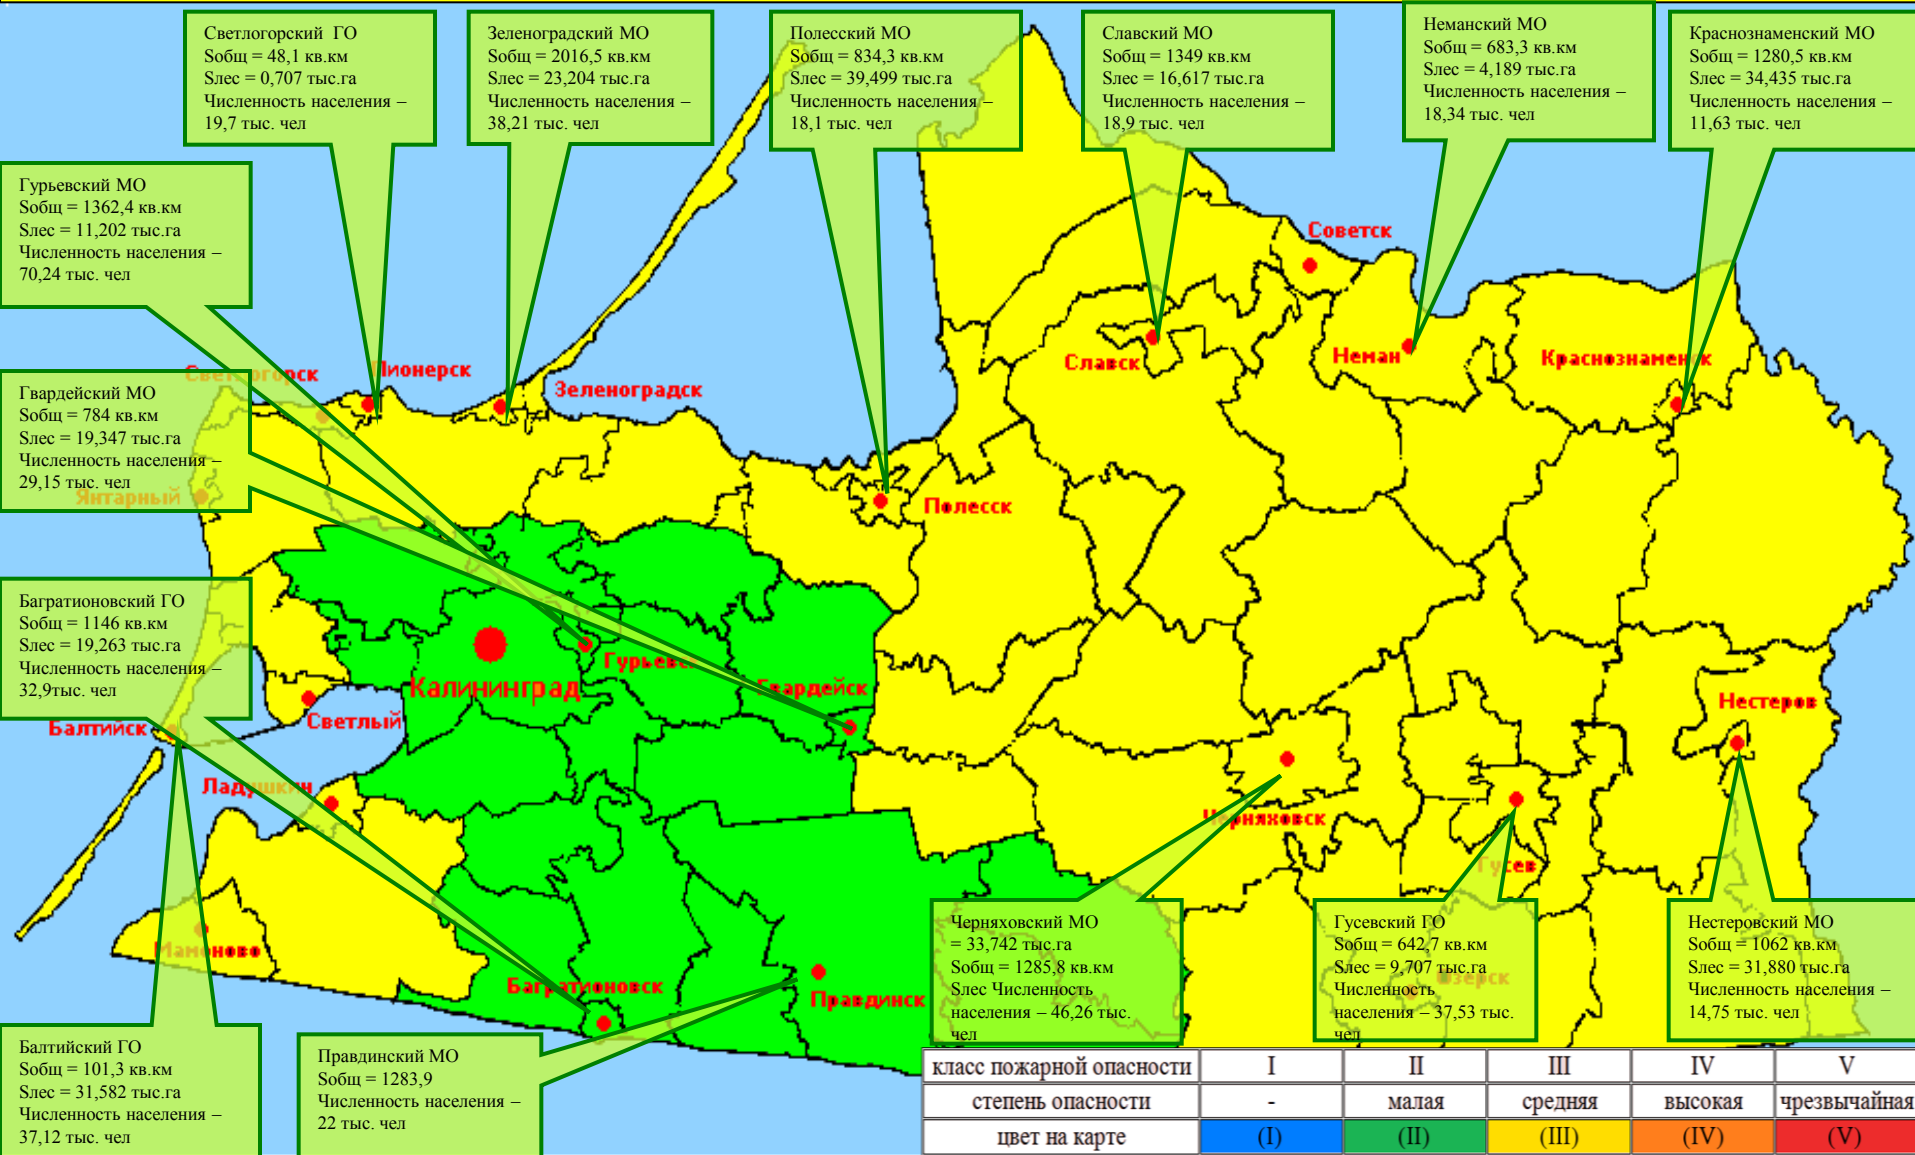 Светлогорский ГО
Sобщ = 48,1 кв.км
Sлес = 0,707 тыс.га
Численность населения –
19,7 тыс. чел
Зеленоградский МО
Sобщ = 2016,5 кв.км
Sлес = 23,204 тыс.га
Численность населения –
38,21 тыс. чел
Полесский МО
Sобщ = 834,3 кв.км
Sлес = 39,499 тыс.га
Численность населения –
18,1 тыс. чел
Славский МО
Sобщ = 1349 кв.км
Sлес = 16,617 тыс.га
Численность населения –
18,9 тыс. чел
Неманский МО
Sобщ = 683,3 кв.км
Sлес = 4,189 тыс.га
Численность населения –
18,34 тыс. чел
Краснознаменский МО
Sобщ = 1280,5 кв.км
Sлес = 34,435 тыс.га
Численность населения –
11,63 тыс. чел
Гурьевский МО
Sобщ = 1362,4 кв.км
Sлес = 11,202 тыс.га
Численность населения –
70,24 тыс. чел
Советск
Славск
Неман
Краснознаменск
Светлогорск
Пионерск
Зеленоградск
Гвардейский МО
Sобщ = 784 кв.км
Sлес = 19,347 тыс.га
Численность населения –
29,15 тыс. чел
Янтарный
Полесск
Багратионовский ГО
Sобщ = 1146 кв.км
Sлес = 19,263 тыс.га
Численность населения –
32,9тыс. чел
Гурьевск
Калининград
Гвардейск
Нестеров
Светлый
Балтийск
Ладушкин
Черняховск
Гусев
Мамоново
Багратионовск
Правдинск
Озерск
Черняховский МО
= 33,742 тыс.га
Sобщ = 1285,8 кв.км
Sлес Численность
населения – 46,26 тыс.
чел
Гусевский ГО
Sобщ = 642,7 кв.км
Sлес = 9,707 тыс.га
Численность
населения – 37,53 тыс.
чел
Нестеровский МО
Sобщ = 1062 кв.км
Sлес = 31,880 тыс.га
Численность населения –
14,75 тыс. чел
Балтийский ГО
Sобщ = 101,3 кв.км
Sлес = 31,582 тыс.га
Численность населения –
37,12 тыс. чел
Правдинский МО
Sобщ = 1283,9
Численность населения –
22 тыс. чел
класс пожарной опасности I II III IV V
степень опасности - малая средняя высокая чрезвычайная
цвет на карте (I) (II) (III) (IV) (V)